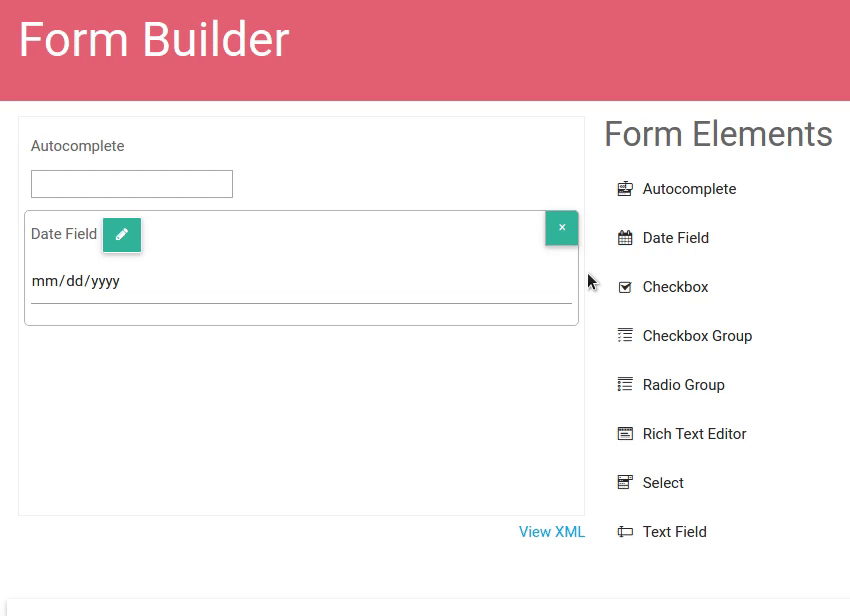 Form Builder
Autocomplete
Date Field
×
mm/dd/yyyy
View XML
Form Elements
Autocomplete
Date Field
Checkbox
Checkbox Group
Radio Group
Rich Text Editor
Select
Text Field